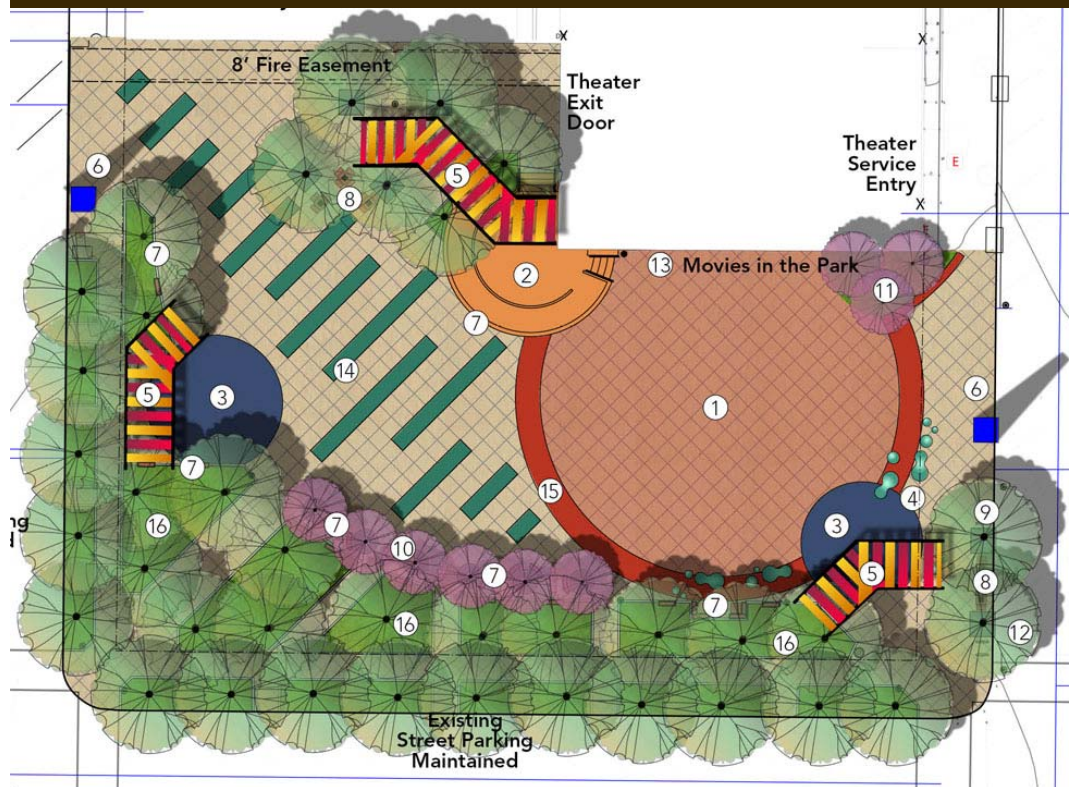 8' Fire Easement
X
X
Theater
Exit
Door
Theater
Service
Entry
E
6
5
8
X
E
7
2
13
Movies in the Park
11
7
14
6
5
3
1
7
15
4
16
7
3
9
10
7
5
8
16
7
16
12
Existing
Street Parking
Maintained